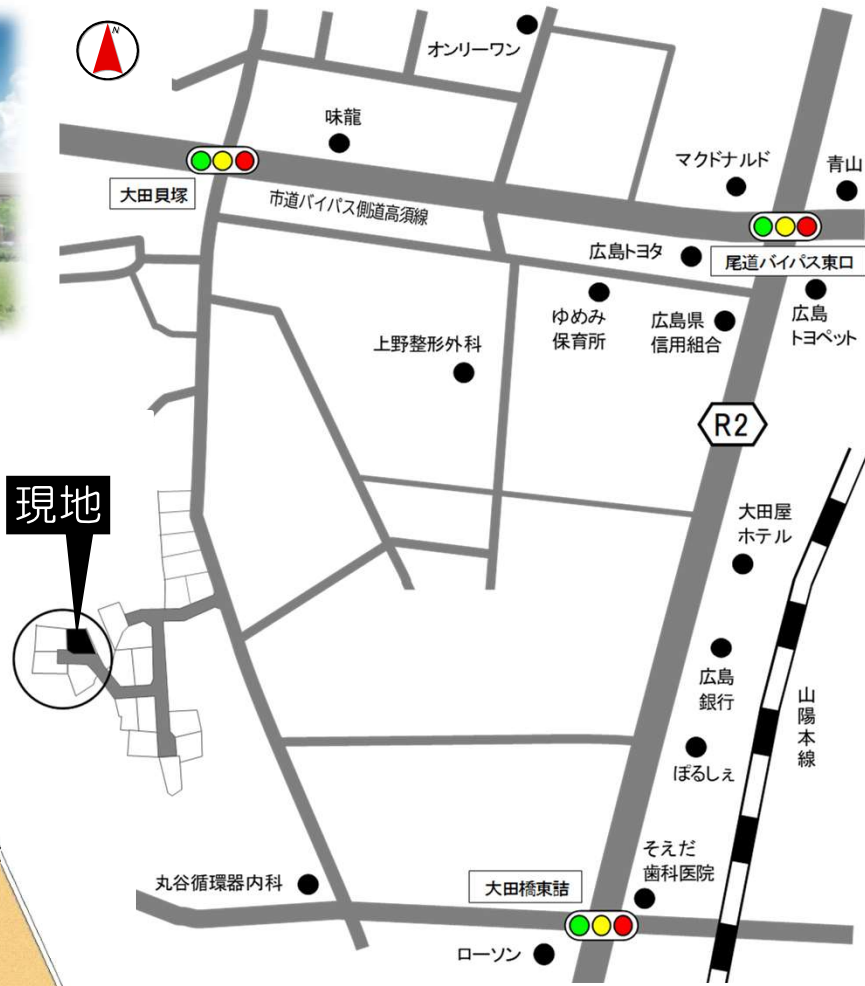 N
オンリーワン
味龍
マクドナルド
青山
大田貝塚
市道バイパス側道高須線
広島トヨタ
尾道バイパス東口
ゆめみ
保育所
広島県
信用組合
広島
トヨペット
上野整形外科
R2
現地
大田屋
ホテル
広島
銀行
山陽本線
ぽるしぇ
そえだ
歯科医院
丸谷循環器内科
大田橋東詰
ローソン